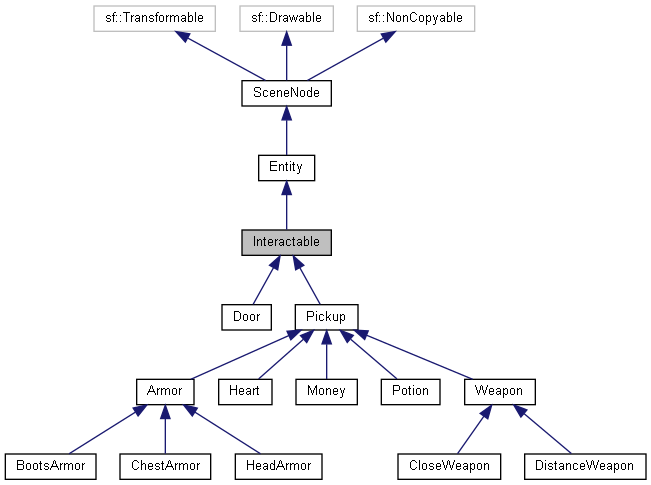 sf::Transformable
sf::Drawable
sf::NonCopyable
SceneNode
Entity
Interactable
Door
Pickup
Armor
Heart
Money
Potion
Weapon
BootsArmor
ChestArmor
HeadArmor
CloseWeapon
DistanceWeapon